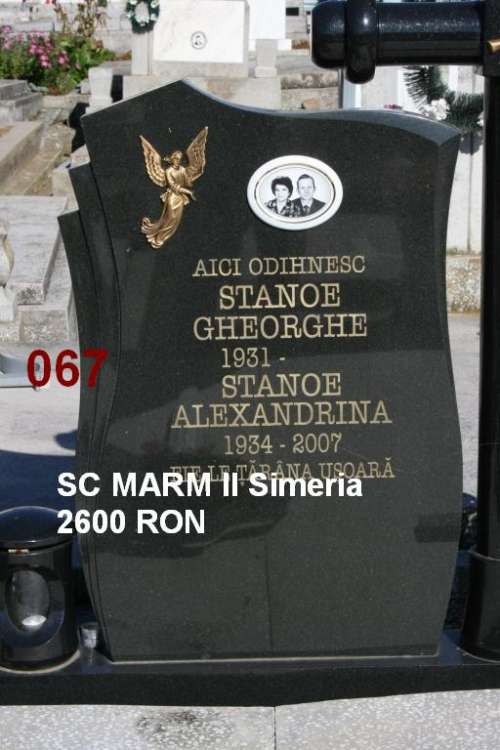 AICI ODIHNESC
STANOE
GHEORGHE
1931 -
067
STANOE
ALEXANDRINA
1934 - 2007
FIE LE ȚĂRÂNA UȘOARĂ
SC MARM II Simeria
2600 RON